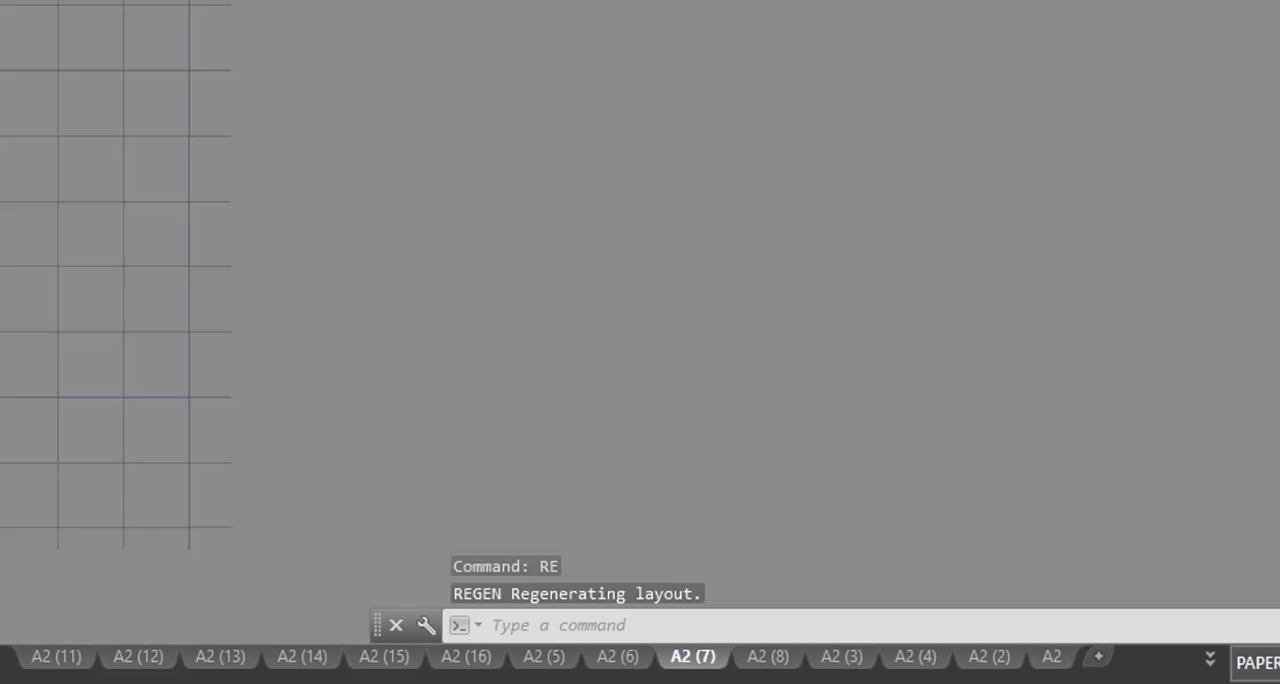 Command: RE
REGEN Regenerating layout.
Type a command
A2 (11) A2 (12) A2 (13) A2 (14) A2 (15) A2 (16) A2 (5) A2 (6) A2 (7) A2 (8) A2 (3) A2 (4) A2 (2) A2 PAPER